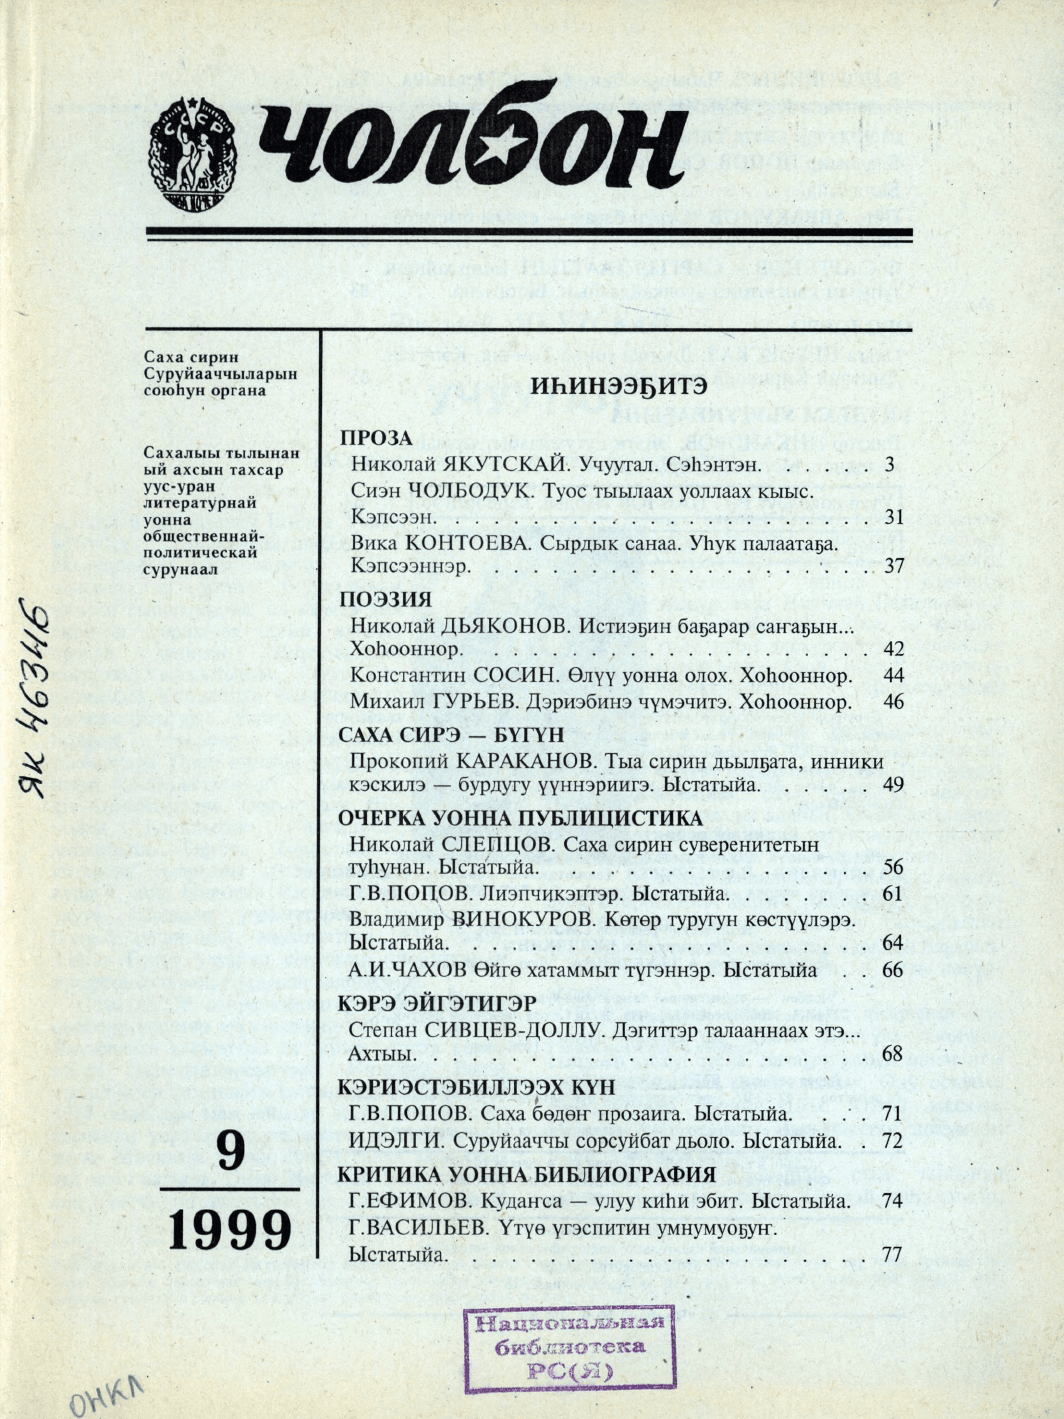 СССР
ЧОЛБОН
Саха сирин
Суруйааччыларын
союһун органа
Сахалыы тылынан
ый ахсын тахсар
уус-уран
литературнай
уонна
общественнай-
политическай
сурунаал
9
1999
ИҺИНЭЭҔИТЭ
ПРОЗА
Николай ЯКУТСКАЙ. Учуутал. Сэһэнтэн. . . . . . 3
Сиэн ЧОЛБОДУК. Туос тыылаах уоллаах кыыс.
Кэпсээн. . . . . . . . . . . . . . . . . . . . 31
Вика КОНТОЕВА. Сырдык санаа. Уһук палаатаҕа.
Кэпсээннэр. . . . . . . . . . . . . . . . . . . 37
ПОЭЗИЯ
Николай ДЬЯКОНОВ. Истиэҕин баҕарар саҥаҕын...
Хоһооннор. . . . . . . . . . . . . . . . . . . 42
Константин СОСИН. Өлүү уонна олох. Хоһооннор. 44
Михаил ГУРЬЕВ. Дэриэбинэ чүмэчитэ. Хоһооннор. 46
САХА СИРЭ — БҮГҮН
Прокопий КАРАКАНОВ. Тыа сирин дьылҕата, инники
кэскилэ — бурдугу үүннэриигэ. Ыстатыйа. . . . . . 49
ОЧЕРКА УОННА ПУБЛИЦИСТИКА
Николай СЛЕПЦОВ. Саха сирин суверенитетын
туһунан. Ыстатыйа. . . . . . . . . . . . . . . . 56
Г.В.ПОПОВ. Лиэпчикэптэр. Ыстатыйа. . . . . . . 61
Владимир ВИНОКУРОВ. Көтөр туругун көстүүлэрэ.
Ыстатыйа. . . . . . . . . . . . . . . . . . . . 64
А.И.ЧАХОВ Өйгө хатаммыт түгэннэр. Ыстатыйа . . 66
КЭРЭ ЭЙГЭТИГЭР
Степан СИВЦЕВ-ДОЛЛУ. Дэгиттэр талааннаах этэ...
Ахтыы. . . . . . . . . . . . . . . . . . . . . 68
КЭРИЭСТЭБИЛЛЭЭХ КҮН
Г.В.ПОПОВ. Саха бөдөҥ прозаига. Ыстатыйа. . . . 71
ИДЭЛГИ. Суруйааччы сорсуйбат дьоло. Ыстатыйа. . 72
КРИТИКА УОННА БИБЛИОГРАФИЯ
Г.ЕФИМОВ. Кудаҥса — улуу киһи эбит. Ыстатыйа. 74
Г.ВАСИЛЬЕВ. Үтүө үгэспитин умнумуоҕуҥ.
Ыстатыйа. . . . . . . . . . . . . . . . . . . . 77
Национальная
библиотека
РС(Я)
Як 46346
ОНКЛ